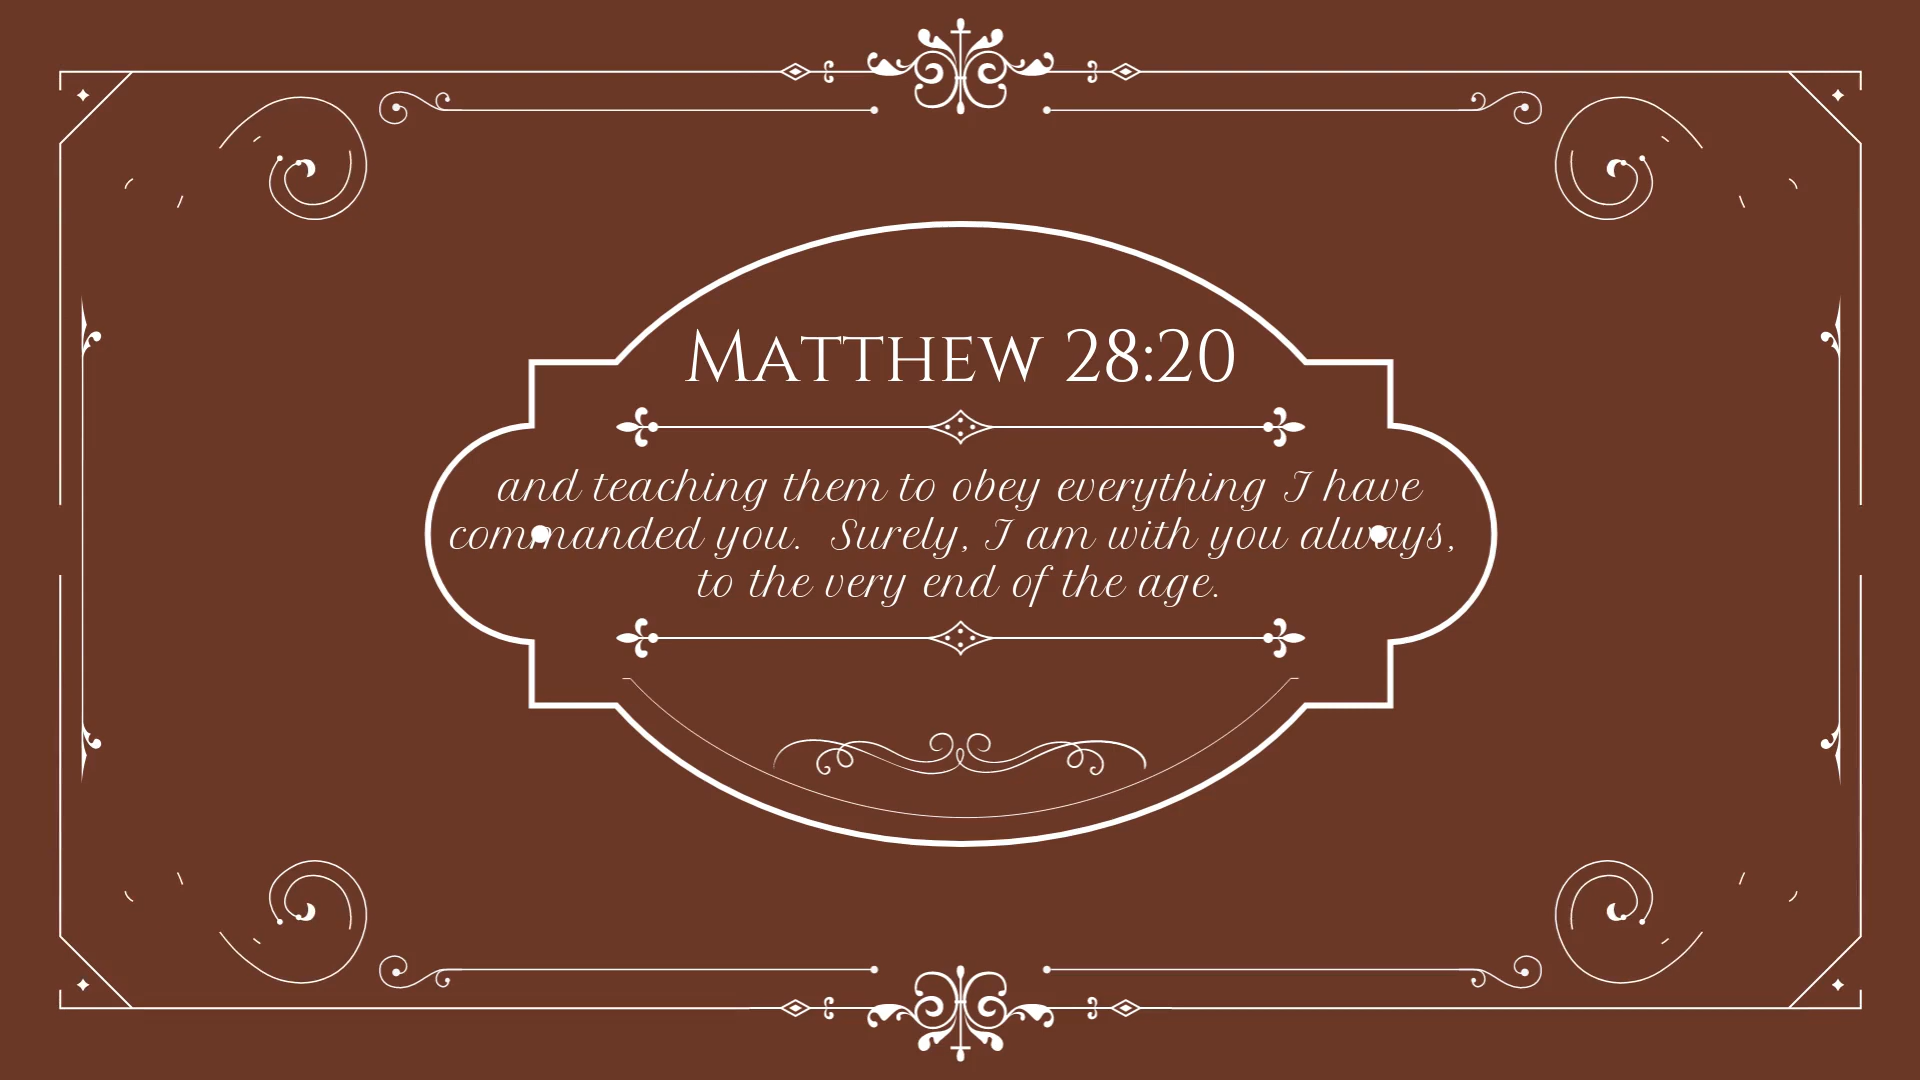 Matthew 28:20
and teaching them to obey everything I have
commanded you.  Surely, I am with you always,
to the very end of the age.